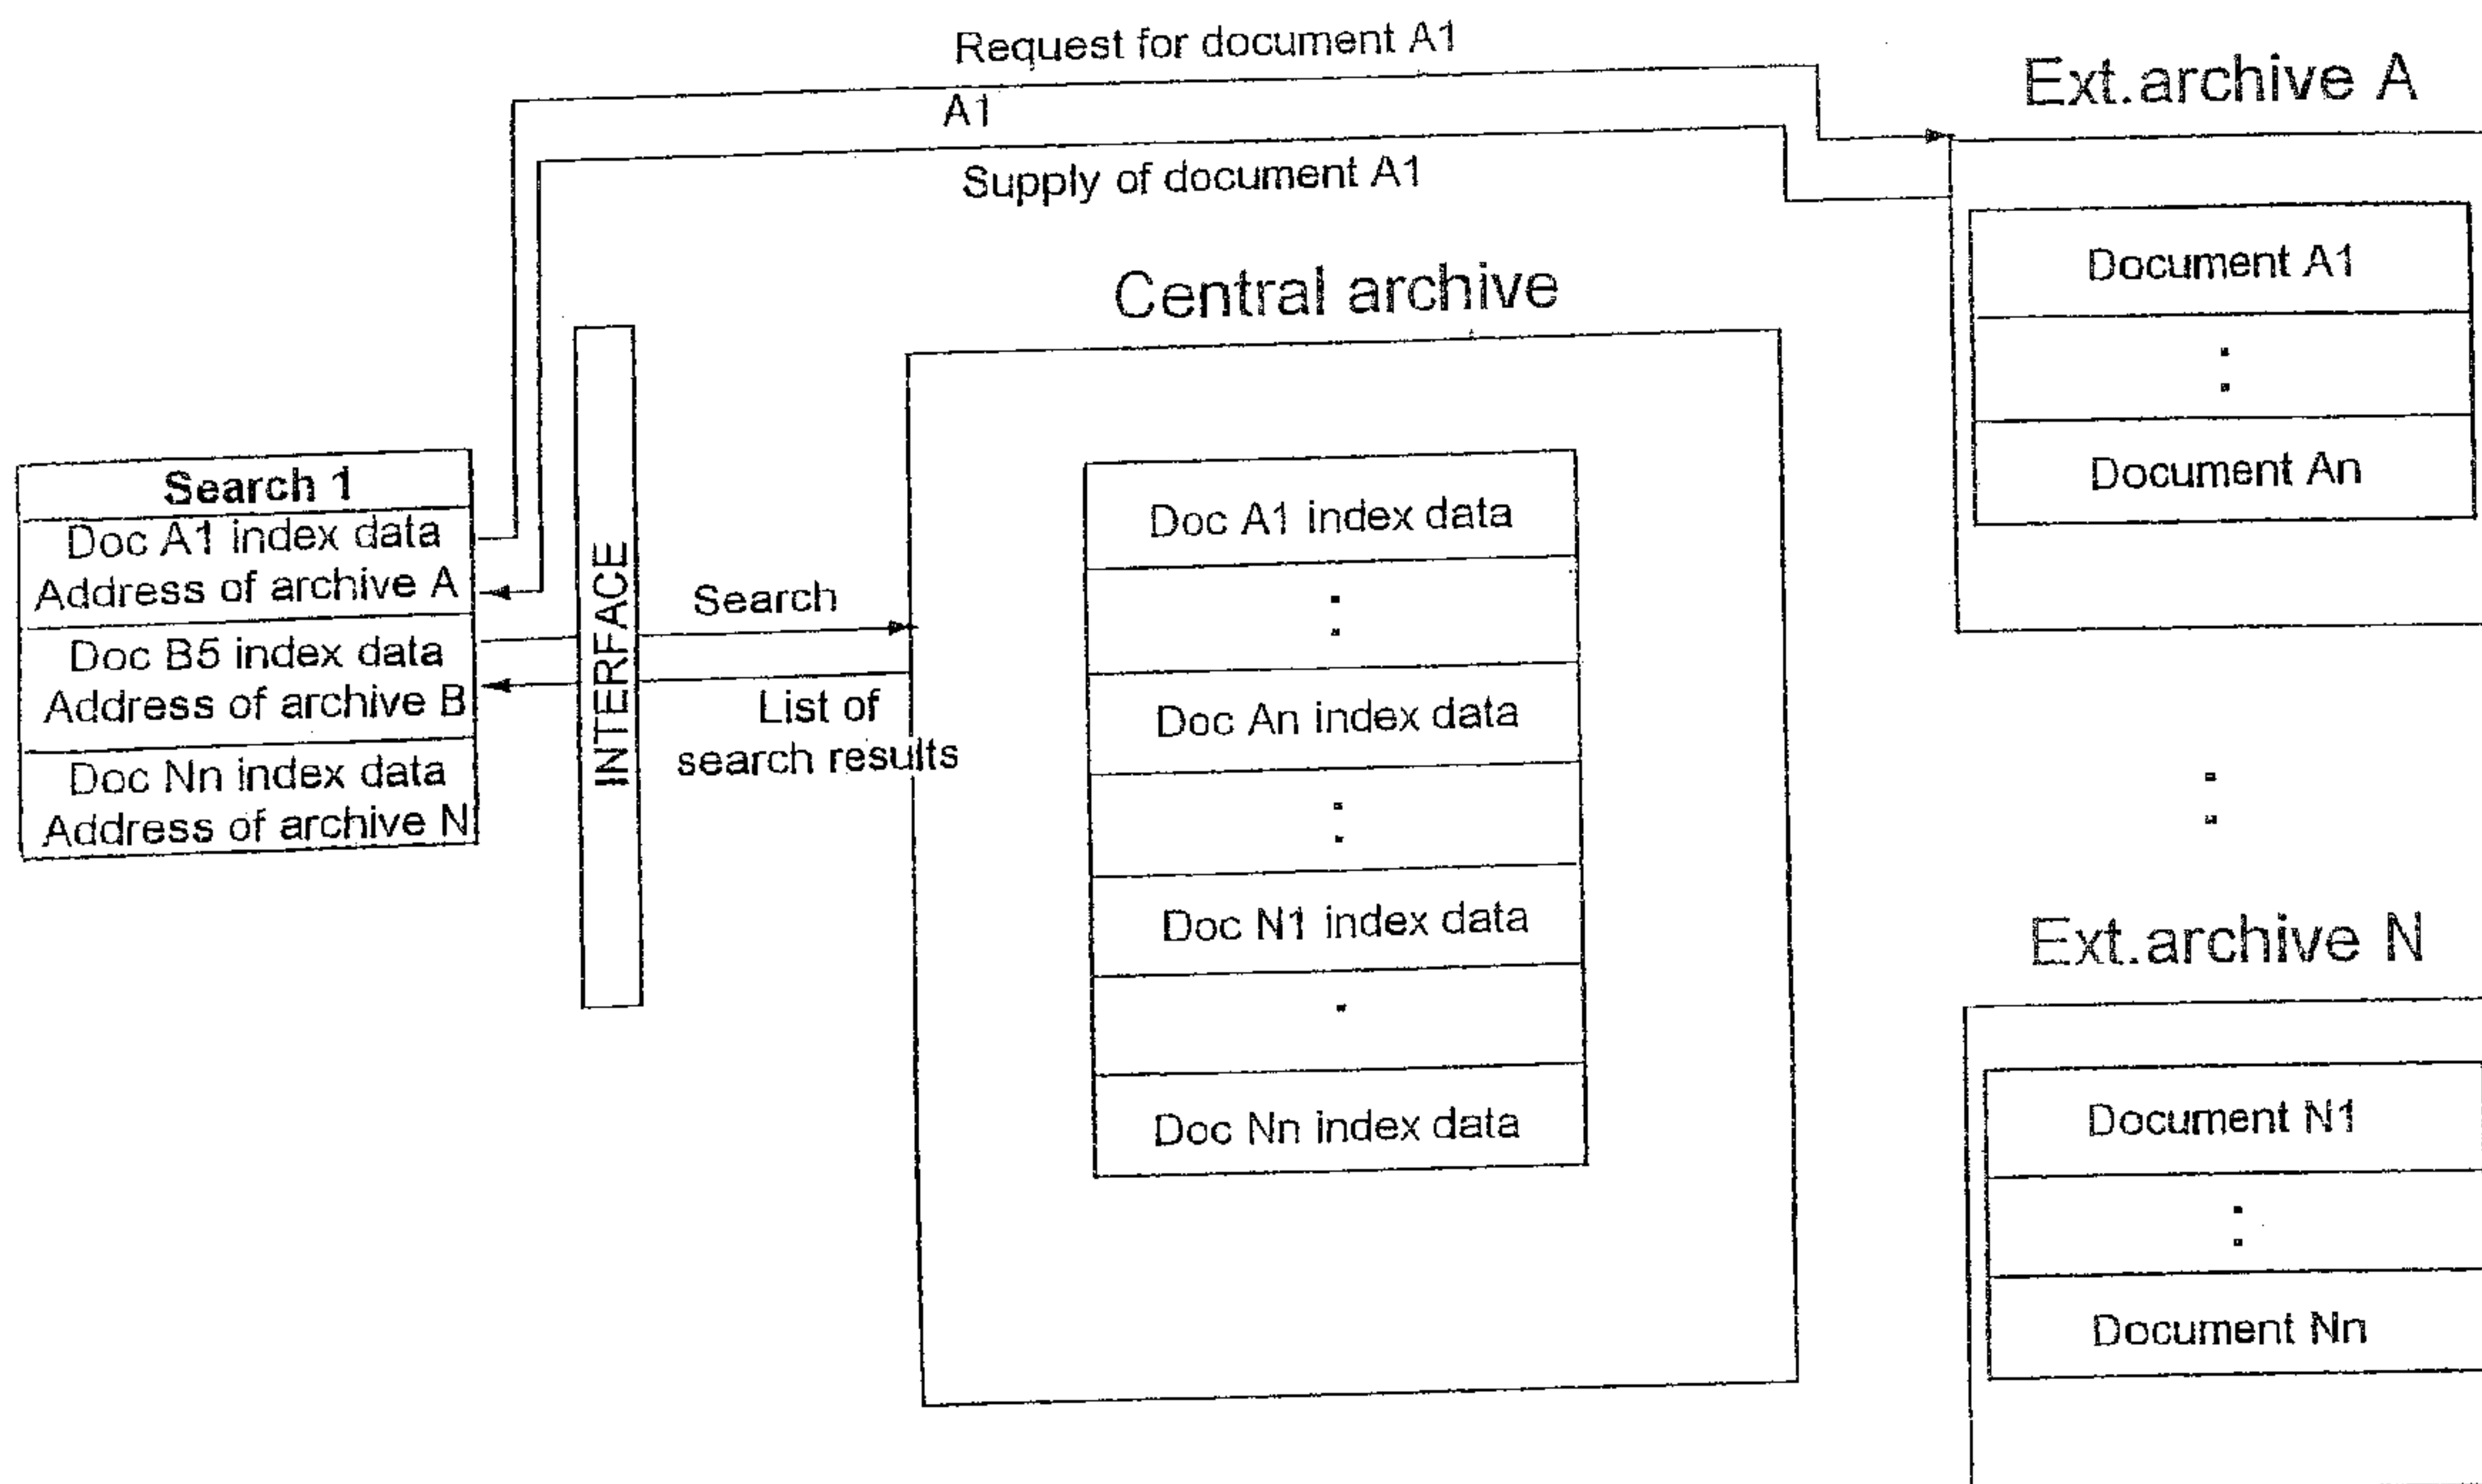 Request for document A1
A1
Supply of document A1
Ext.archive A
Document A1
Document An
Central archive
Search 1
Doc A1 index data
Address of archive A
Doc B5 index data
Address of archive B
Doc Nn index data
Address of archive N
INTERFACE
Search
List of
search results
Doc A1 index data
Doc An index data
Doc N1 index data
Doc Nn index data
Ext.archive N
Document N1
Document Nn